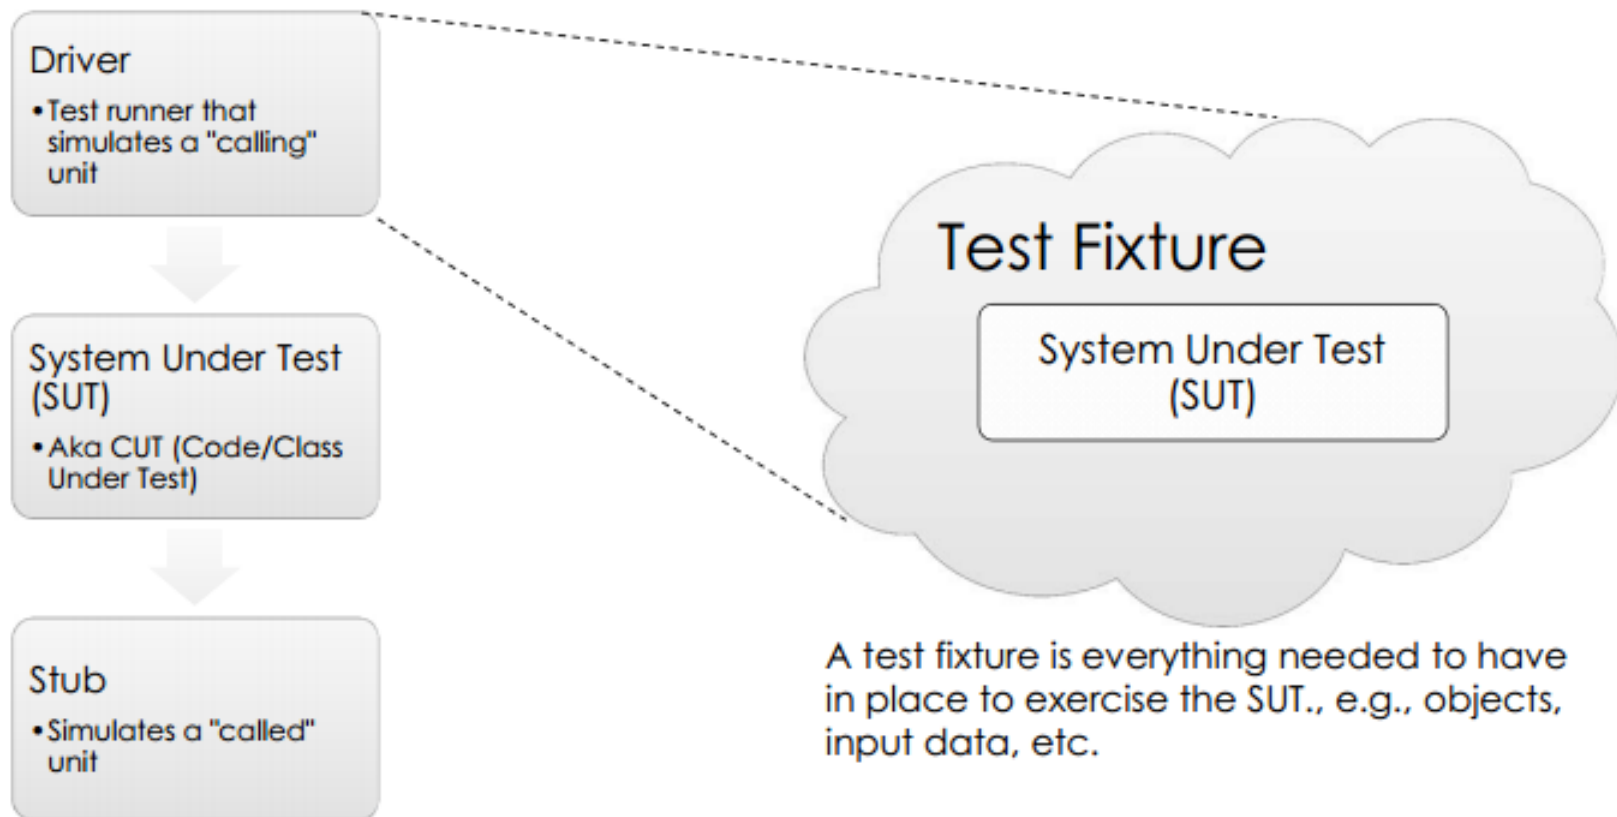 Driver
•Test runner that
simulates a "calling"
unit
System Under Test
(SUT)
•Aka CUT (Code/Class
Under Test)
Stub
•Simulates a "called"
unit
Test Fixture
System Under Test
(SUT)
A test fixture is everything needed to have
in place to exercise the SUT., e.g., objects,
input data, etc.